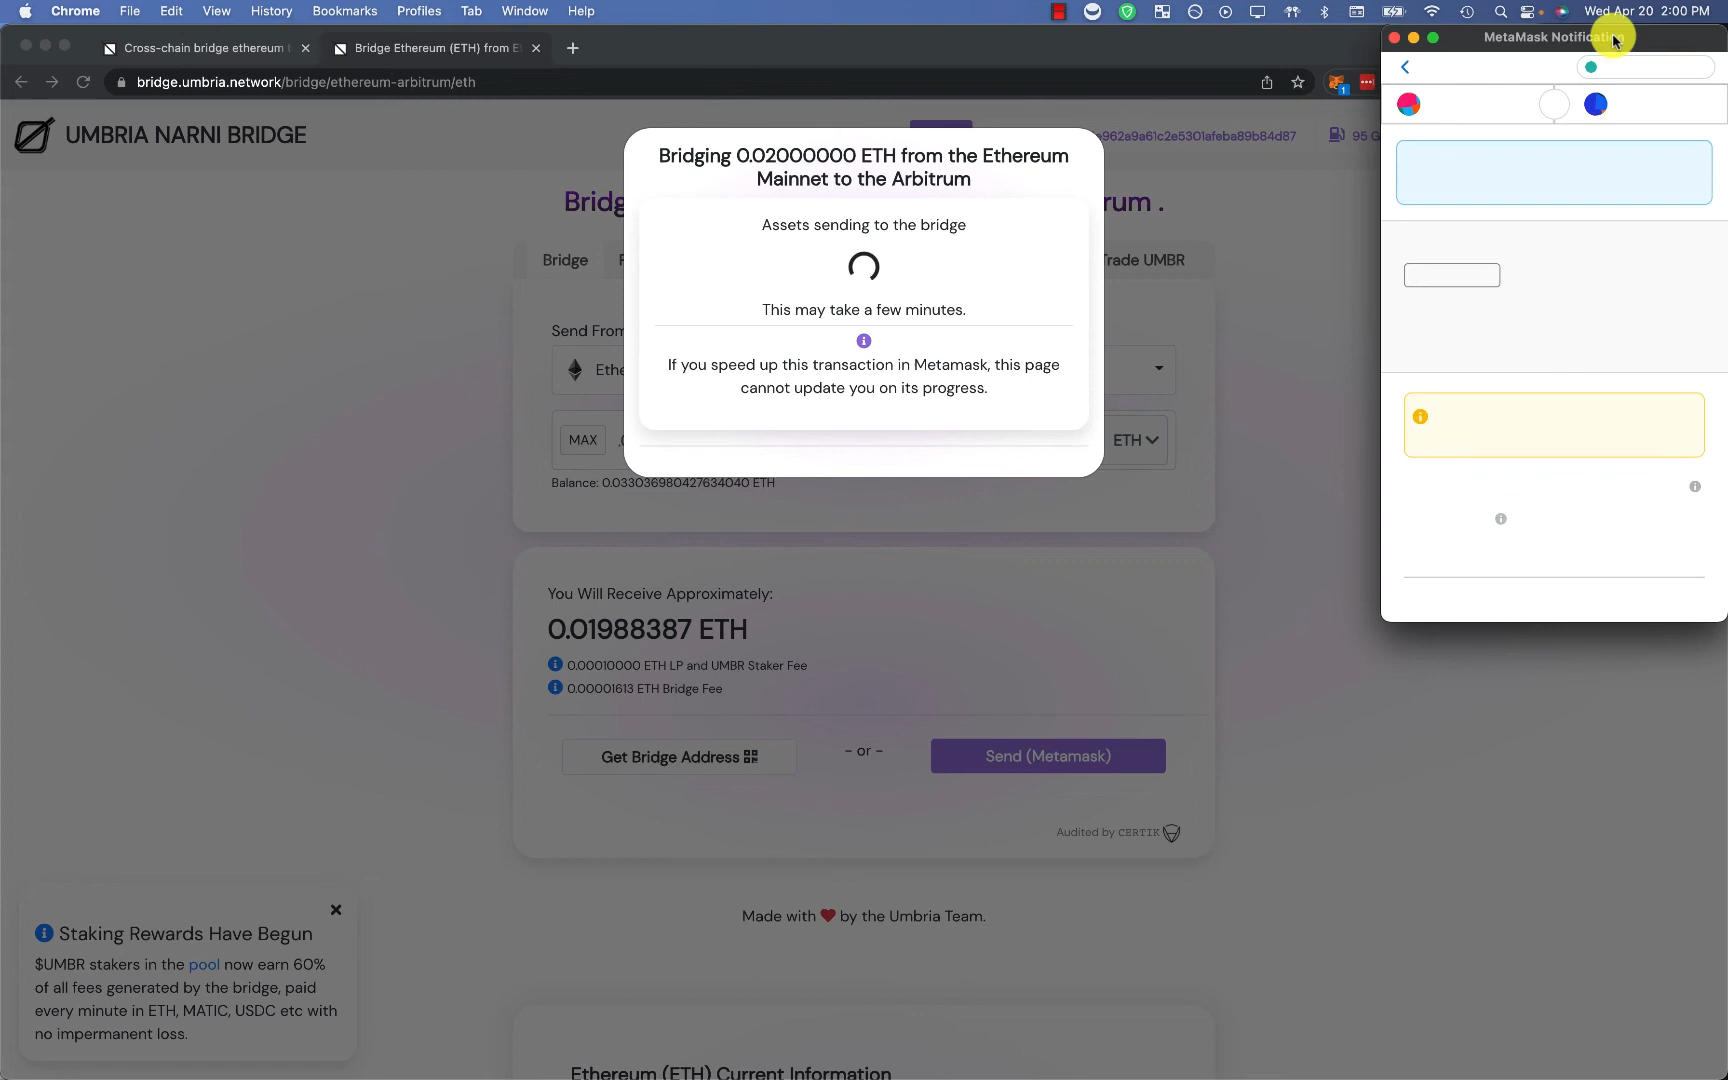 Chrome File Edit View History Bookmarks Profiles Tab Window Help
Wed Apr 20 2:00 PM
Cross-chain bridge ethereum
Bridge Ethereum (ETH) from
MetaMask Notification
bridge.umbria.network/bridge/ethereum-arbitrum/eth
1
UMBRIA NARNI BRIDGE
962a9a61c2e5301afeba89b84d87
95
Bridging 0.02000000 ETH from the Ethereum
Mainnet to the Arbitrum
Assets sending to the bridge
This may take a few minutes.
If you speed up this transaction in Metamask, this page
cannot update you on its progress.
Bridge
Trade UMBR
Send From
MAX
ETH
Balance: 0.033036980427634040 ETH
You Will Receive Approximately:
0.01988387 ETH
0.00010000 ETH LP and UMBR Staker Fee
0.00001613 ETH Bridge Fee
Get Bridge Address
- or -
Send (Metamask)
Audited by CERTIK
Made with ❤ by the Umbria Team.
Staking Rewards Have Begun
$UMBR stakers in the pool now earn 60%
of all fees generated by the bridge, paid
every minute in ETH, MATIC, USDC etc with
no impermanent loss.
Ethereum (ETH) Current Information